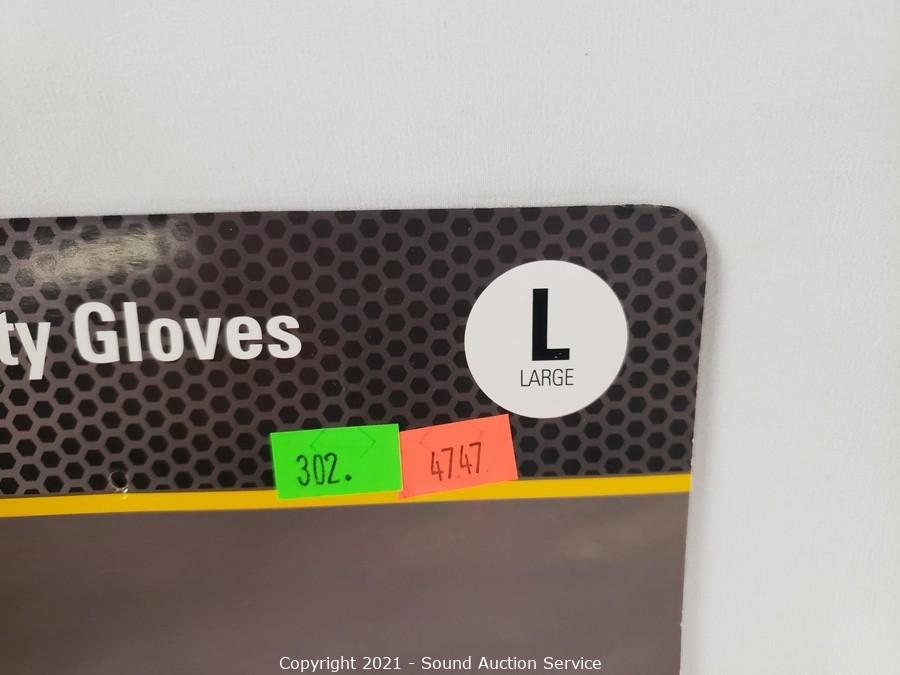 ty Gloves
L
LARGE
302.
4747.
Copyright 2021 - Sound Auction Service